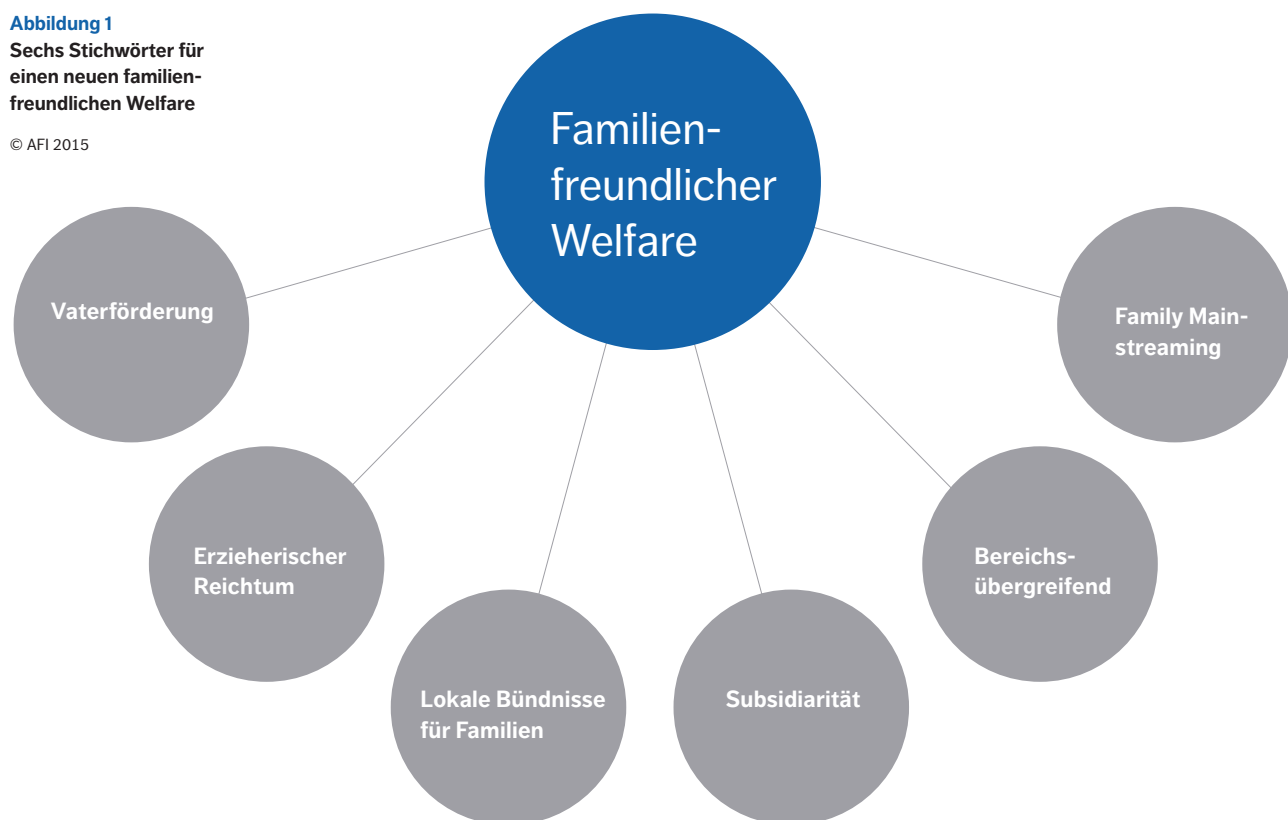 Abbildung 1
Sechs Stichwörter für
einen neuen familien-
freundlichen Welfare
© AFI 2015
Familien-
freundlicher
Welfare
Vaterförderung
Erzieherischer
Reichtum
Lokale Bündnisse
für Familien
Subsidiarität
Bereichs-
übergreifend
Family Main-
streaming